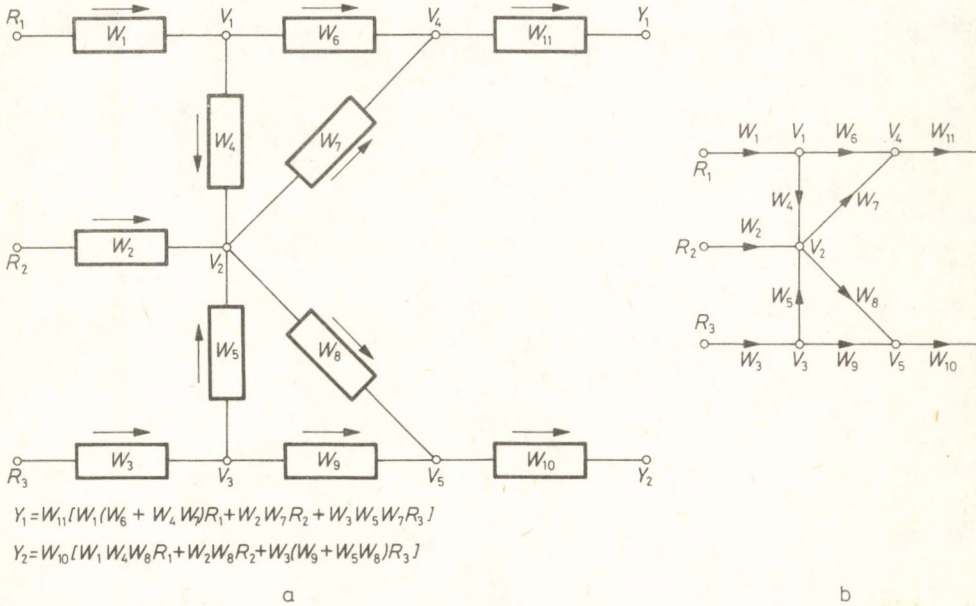 R₁ W₁ V₁ W₆ V₄ W₁₁ Y₁
W₄ W₇
R₂ W₂ V₂
W₅ W₈
R₃ W₃ V₃ W₉ V₅ W₁₀ Y₂
Y₁=W₁₁[W₁(W₆ + W₄W₇)R₁+W₂W₇R₂+W₃W₅W₇R₃]
Y₂=W₁₀[W₁W₄W₈R₁+W₂W₈R₂+W₃(W₉+W₅W₈)R₃]
a
W₁ V₁ W₆ V₄ W₁₁
R₁
W₄ W₇
W₂
R₂ V₂
W₅ W₈
R₃
W₃ V₃ W₉ V₅ W₁₀
b